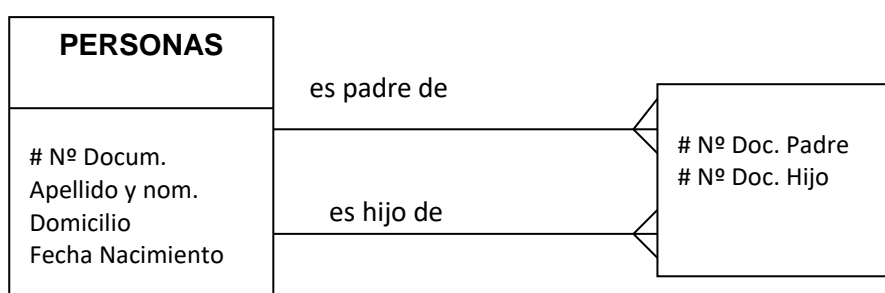 PERSONAS
# Nº Docum.
Apellido y nom.
Domicilio
Fecha Nacimiento
es padre de
es hijo de
# Nº Doc. Padre
# Nº Doc. Hijo